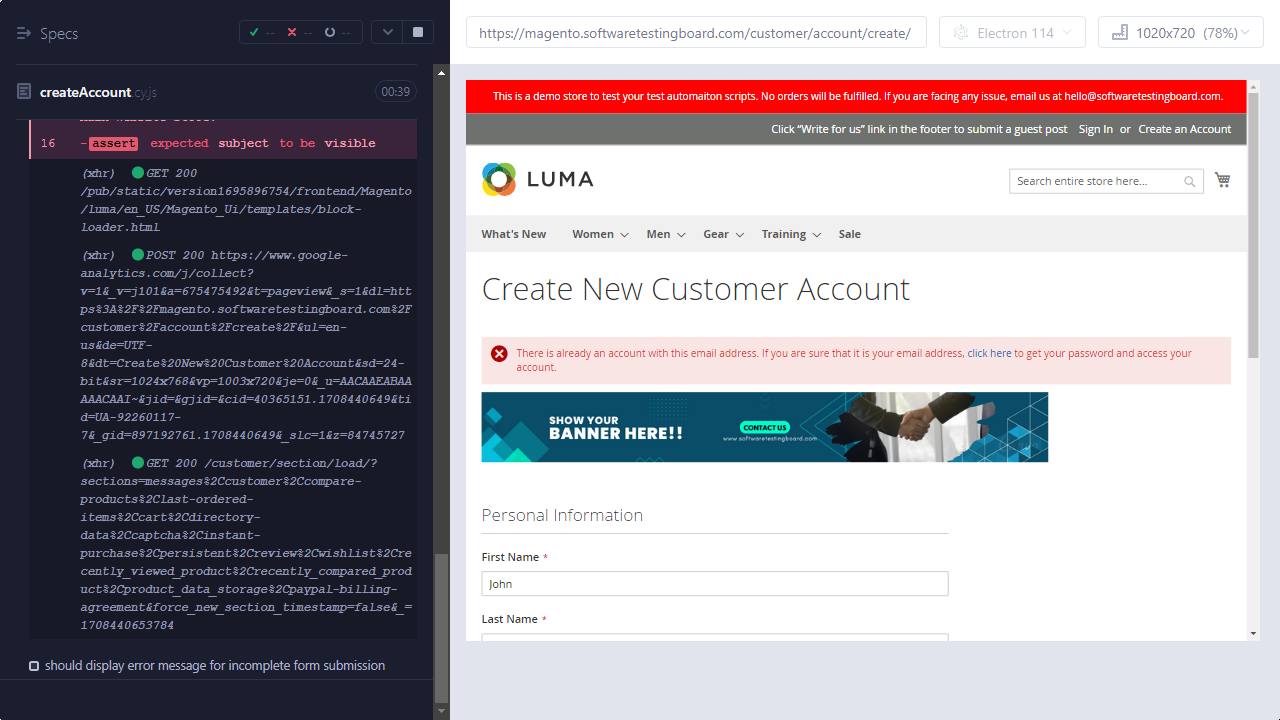 Specs
-- -- --
createAccount.cy.js
00:39
16 -assert expected subject to be visible
(xhr) GET 200
/pub/static/version1695896754/frontend/Magento
/luma/en_US/Magento_Ui/templates/block-
loader.html
(xhr) POST 200 https://www.google-
analytics.com/j/collect?
v=1&_v=j101&a=675475492&t=pageview&_s=1&dl=htt
ps%3A%2F%2Fmagento.softwaretestingboard.com%2F
customer%2Faccount%2Fcreate%2F&ul=en-
us&de=UTF-
8&dt=Create%20New%20Customer%20Account&sd=24-
bit&sr=1024x768&vp=1003x720&je=0&_u=AACAAEABAA
AAACAAI~&jid=&gjid=&cid=40365151.1708440649&ti
d=UA-92260117-
7&_gid=897192761.1708440649&_slc=1&z=84745727
(xhr) GET 200 /customer/section/load/?
sections=messages%2Ccustomer%2Ccompare-
products%2Clast-ordered-
items%2Ccart%2Cdirectory-
data%2Ccaptcha%2Cinstant-
purchase%2Cpersistent%2Creview%2Cwishlist%2Cre
cently_viewed_product%2Crecently_compared_prod
uct%2Cproduct_data_storage%2Cpaypal-billing-
agreement&force_new_section_timestamp=false&_=
1708440653784
should display error message for incomplete form submission
https://magento.softwaretestingboard.com/customer/account/create/
Electron 114
1020x720 (78%)
This is a demo store to test your test automaiton scripts. No orders will be fulfilled. If you are facing any issue, email us at hello@softwaretestingboard.com.
Click “Write for us” link in the footer to submit a guest post Sign In or Create an Account
LUMA
Search entire store here...
What's New Women Men Gear Training Sale
Create New Customer Account
There is already an account with this email address. If you are sure that it is your email address, click here to get your password and access your
account.
SHOW YOUR
BANNER HERE!!
CONTACT US
www.softwaretestingboard.com
Personal Information
First Name *
John
Last Name *